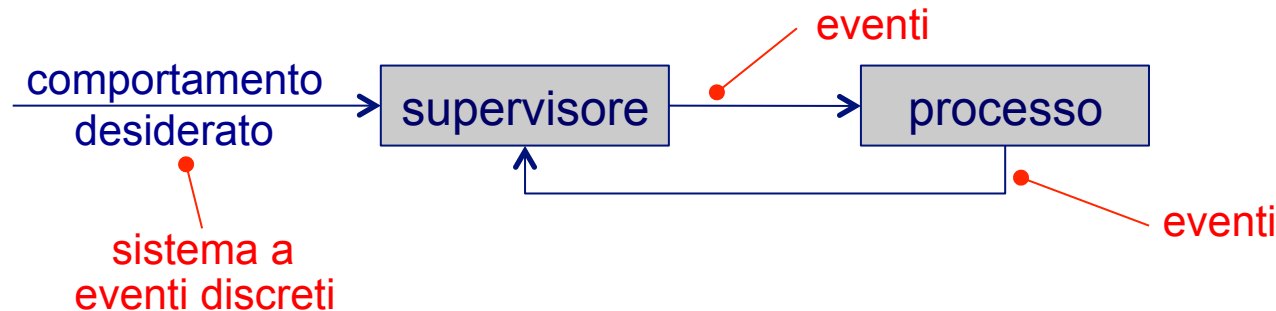 eventi
comportamento
desiderato
supervisore
processo
eventi
sistema a
eventi discreti